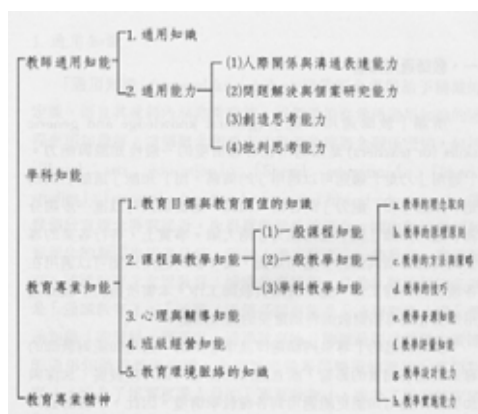 教師通用知能
1. 通用知識
2. 通用能力
(1)人際關係與溝通表達能力
(2)問題解決與個案研究能力
(3)創造思考能力
(4)批判思考能力
學科知能
教育專業知能
1. 教育目標與教育價值的知識
2. 課程與教學知能
(1)一般課程知能
(2)一般教學知能
a. 教學的理念取向
b. 教學的基礎原則
c. 教學的方法與策略
d. 教學的技巧
e. 教學
f. 教學評量知能
g. 教學設計能力
h. 教學實施能力
(3)學科教學知能
3. 心理與輔導知能
4. 班級經營知能
5. 教育環境脈絡的知識
教育專業精神